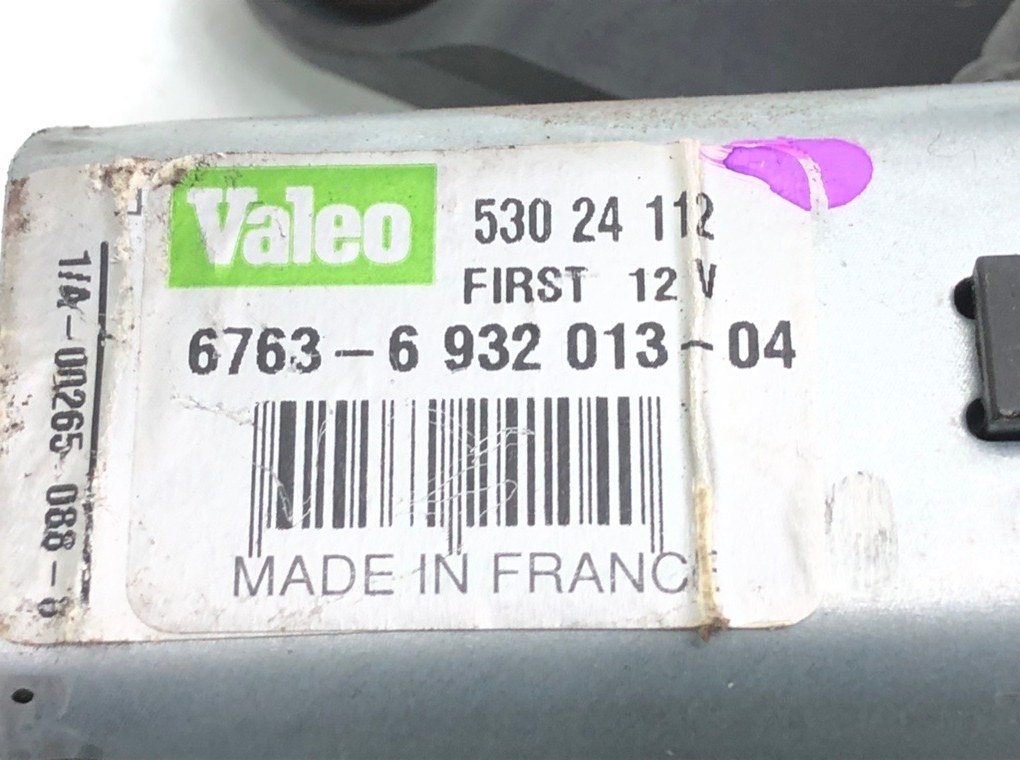 Valeo
530 24 112
FIRST 12 V
6763-6 932 013-04
MADE IN FRANCE